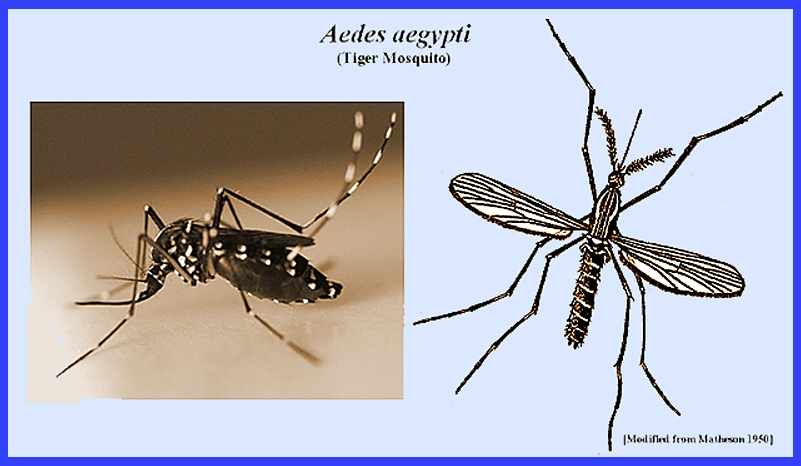 Aedes aegypti
(Tiger Mosquito)
[Modified from Matheson 1950]